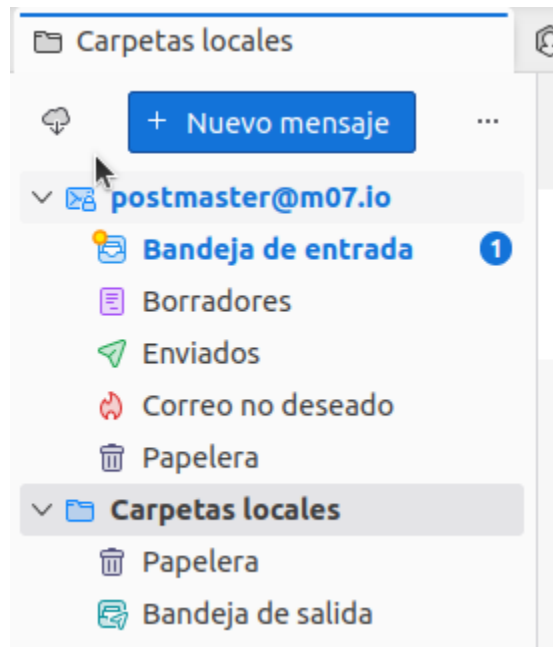 Carpetas locales
+ Nuevo mensaje ...
postmaster@m07.io
Bandeja de entrada 1
Borradores
Enviados
Correo no deseado
Papelera
Carpetas locales
Papelera
Bandeja de salida